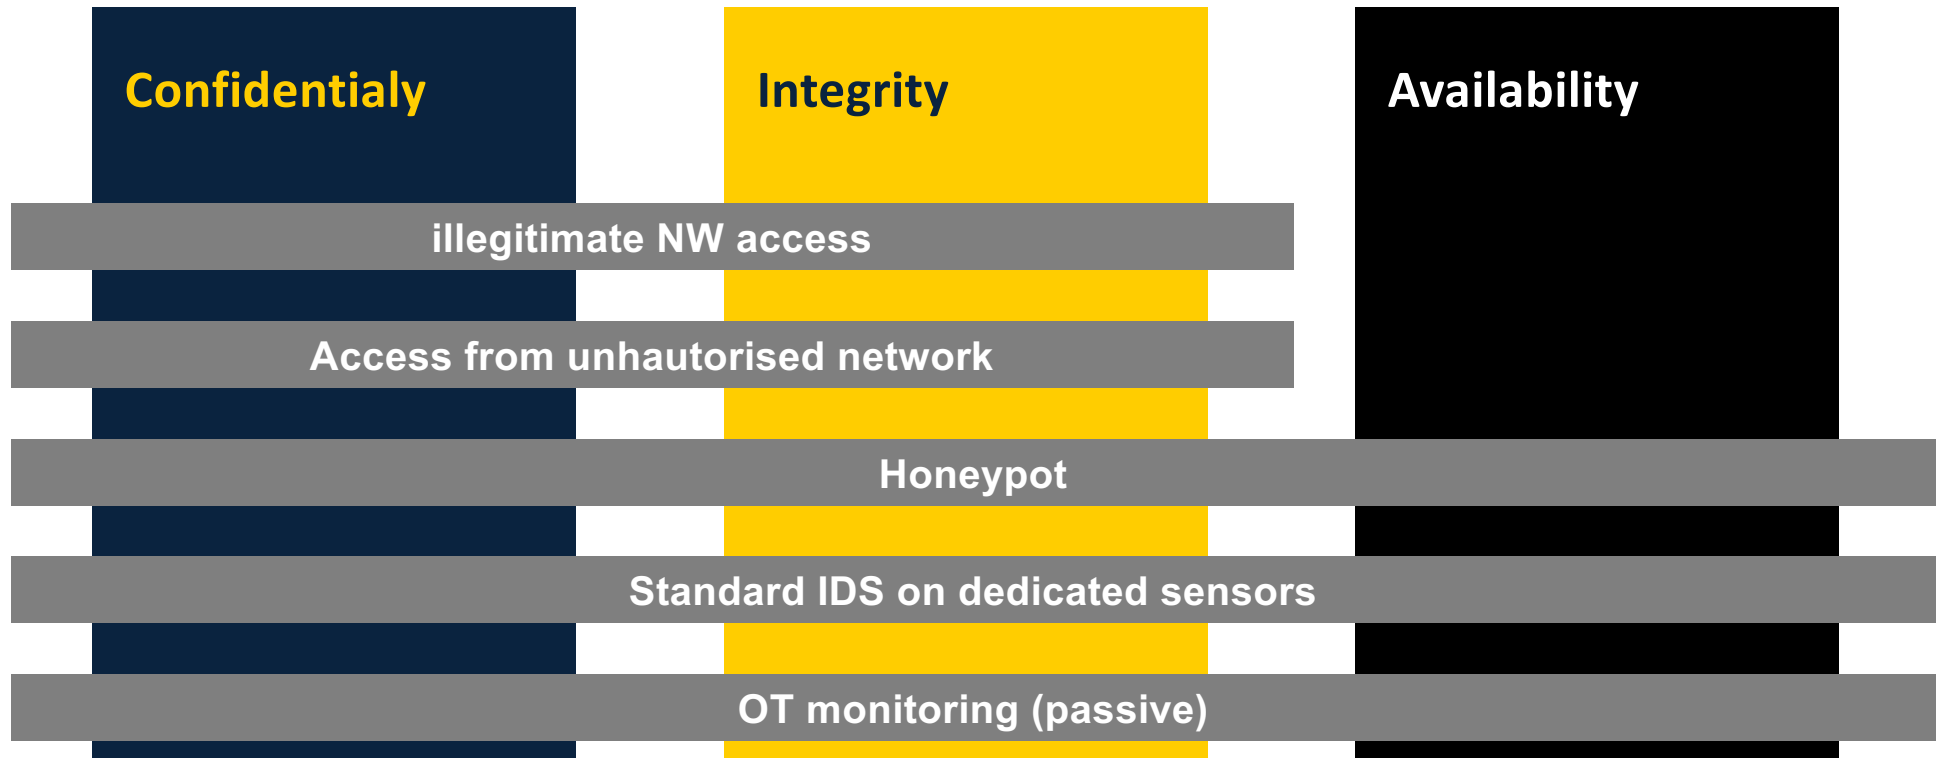 Confidentialy
Integrity
Availability
illegitimate NW access
Access from unhautorised network
Honeypot
Standard IDS on dedicated sensors
OT monitoring (passive)